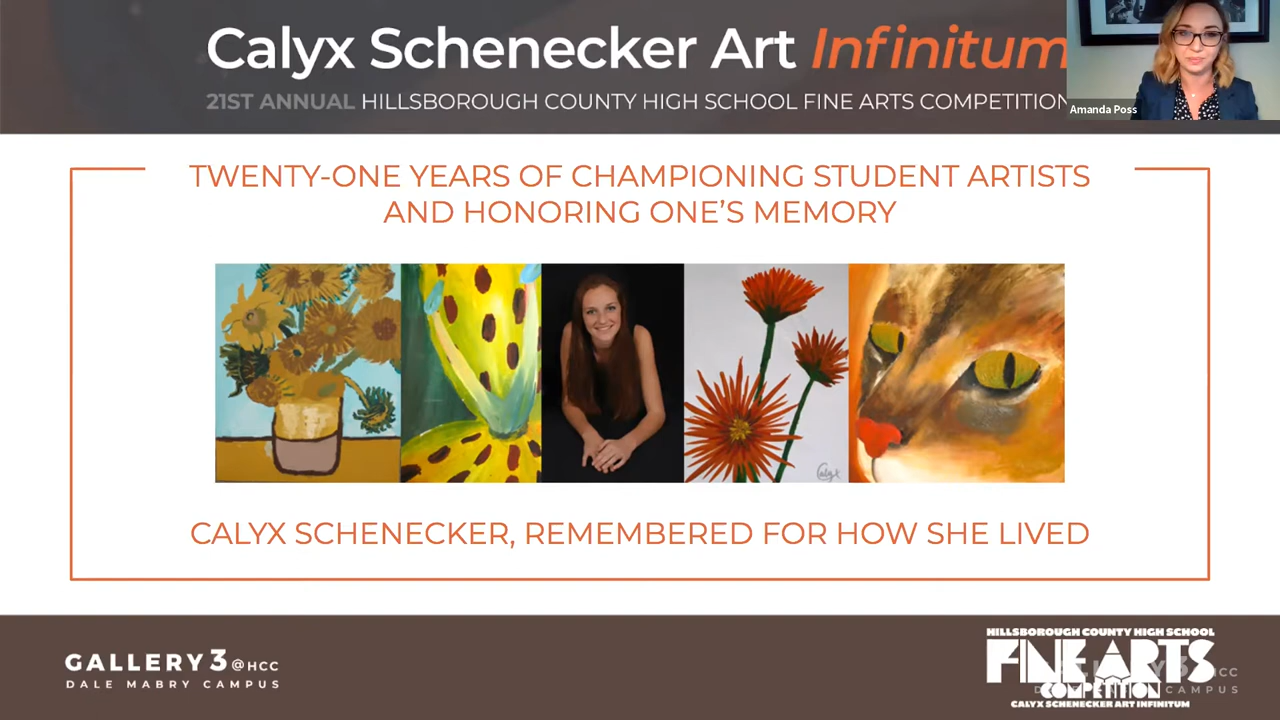 Calyx Schenecker Art Infinitum
21ST ANNUAL HILLSBOROUGH COUNTY HIGH SCHOOL FINE ARTS COMPETITION
Amanda Poss
TWENTY-ONE YEARS OF CHAMPIONING STUDENT ARTISTS
AND HONORING ONE'S MEMORY
Calyx
CALYX SCHENECKER, REMEMBERED FOR HOW SHE LIVED
GALLERY3@HCC
DALE MABRY CAMPUS
HILLSBOROUGH COUNTY HIGH SCHOOL
FINE ARTS
COMPETITION
CALYX SCHENECKER ART INFINITUM
CAMPUS